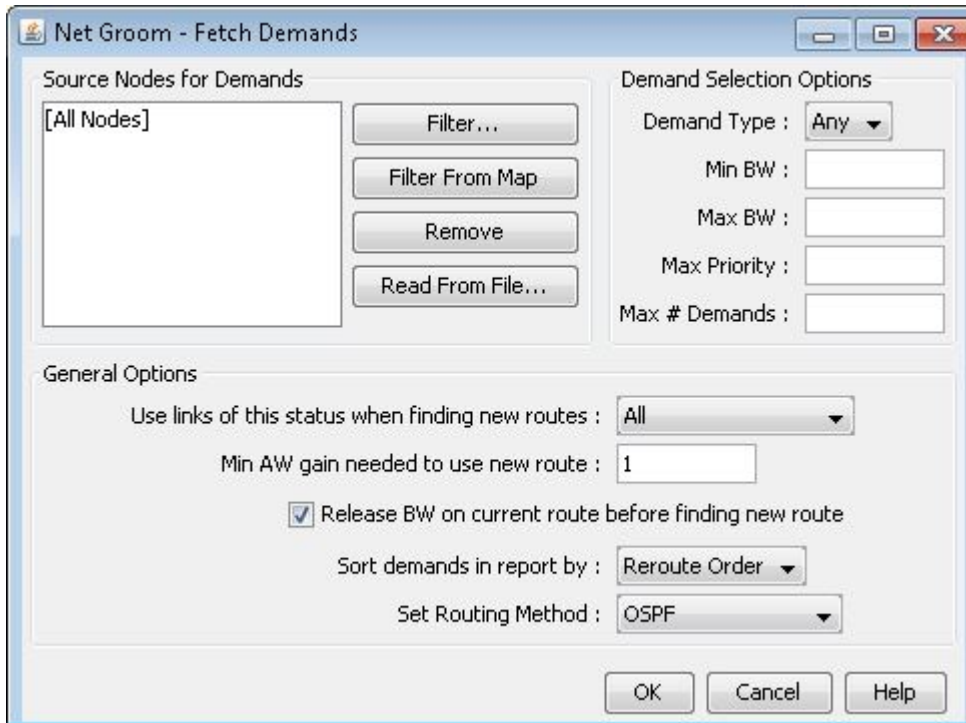 Net Groom - Fetch Demands
Source Nodes for Demands
[All Nodes]
Filter...
Filter From Map
Remove
Read From File...
Demand Selection Options
Demand Type : Any
Min BW :
Max BW :
Max Priority :
Max # Demands :
General Options
Use links of this status when finding new routes : All
Min AW gain needed to use new route : 1
Release BW on current route before finding new route
Sort demands in report by : Reroute Order
Set Routing Method : OSPF
OK Cancel Help